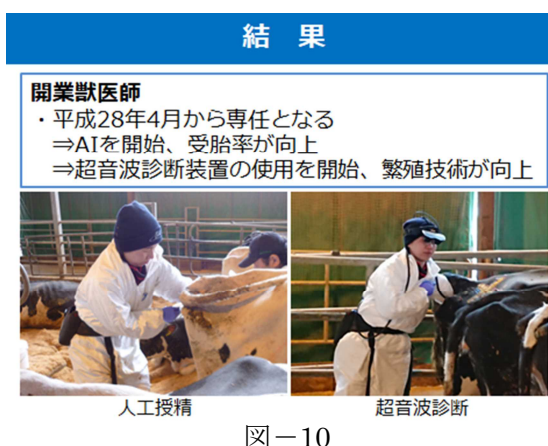 結　果
開業獣医師
・平成28年4月から専任となる
⇒AIを開始、受胎率が向上
⇒超音波診断装置の使用を開始、繁殖技術が向上
人工授精
超音波診断
図－10